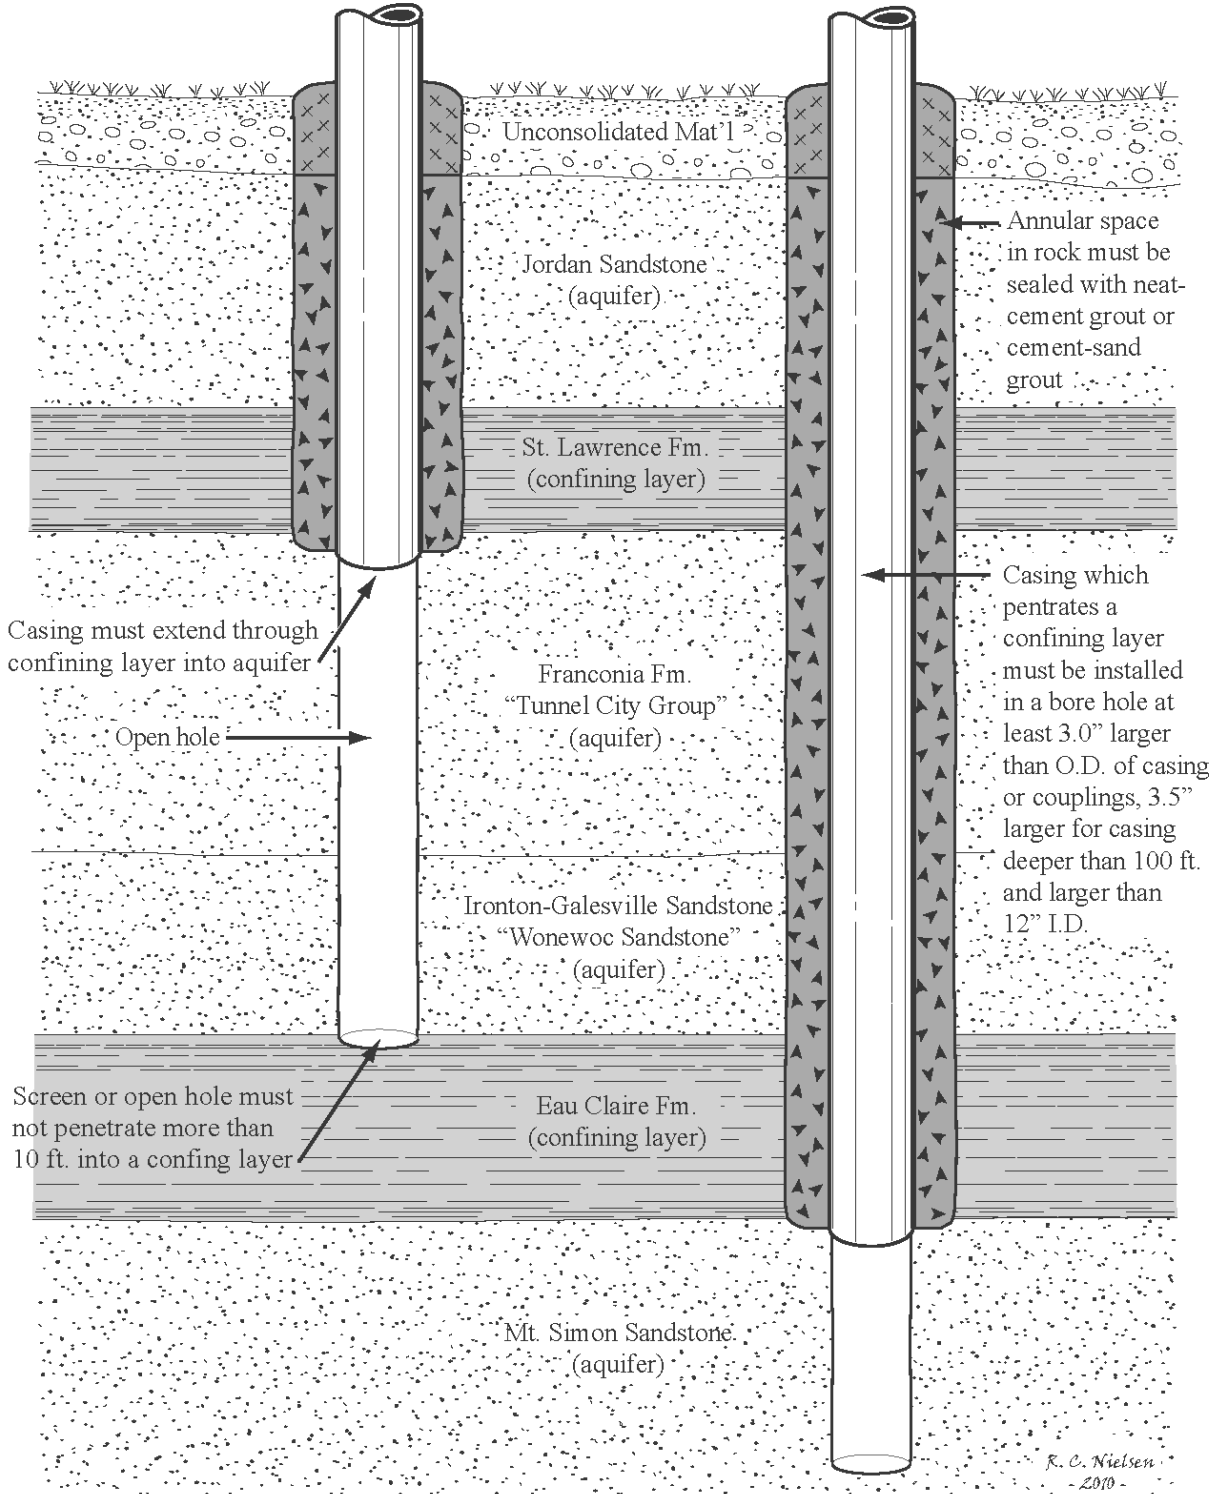 Unconsolidated Mat'l
Annular space
in rock must be
sealed with neat-
cement grout or
cement-sand
grout
Jordan Sandstone
(aquifer)
St. Lawrence Fm.
(confining layer)
Casing must extend through
confining layer into aquifer
Open hole
Franconia Fm.
“Tunnel City Group”
(aquifer)
Casing which
pentrates a
confining layer
must be installed
in a bore hole at
least 3.0” larger
than O.D. of casing
or couplings, 3.5”
larger for casing
deeper than 100 ft.
and larger than
12” I.D.
Ironton-Galesville Sandstone
“Wonewoc Sandstone”
(aquifer)
Screen or open hole must
not penetrate more than
10 ft. into a confing layer
Eau Claire Fm.
(confining layer)
Mt. Simon Sandstone
(aquifer)
R. C. Nielsen
-2010-